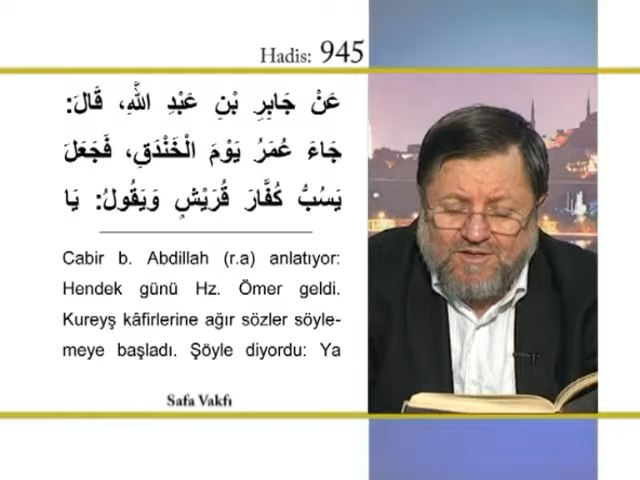 Hadis: 945
عَنْ جَابِرِ بْنِ عَبْدِ اللّٰهِ، قَالَ:
جَاءَ عُمَرُ يَوْمَ الْخَنْدَقِ، فَجَعَلَ
يَسُبُّ كُفَّارَ قُرَيْشٍ وَيَقُولُ: يَا
Cabir b. Abdillah (r.a) anlatıyor:
Hendek günü Hz. Ömer geldi.
Kureyş kâfirlerine ağır sözler söyle-
meye başladı. Şöyle diyordu: Ya
Safa Vakfı